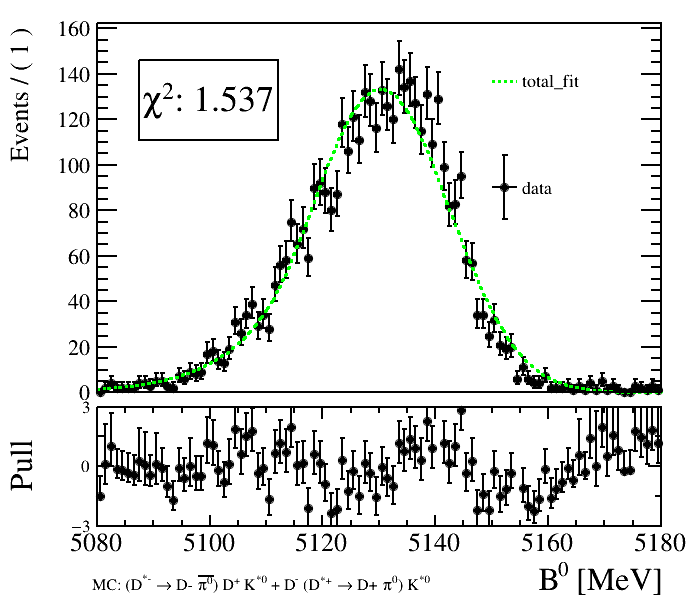 Events / ( 1 )
160
140
120
100
80
60
40
20
0
χ²: 1.537
total_fit
data
Pull
3
0
−3
5080 5100 5120 5140 5160 5180
B⁰ [MeV]
MC: (D*⁻ → D- π̅⁰) D⁺ K*⁰ + D⁻ (D*⁺ → D+ π⁰) K*⁰